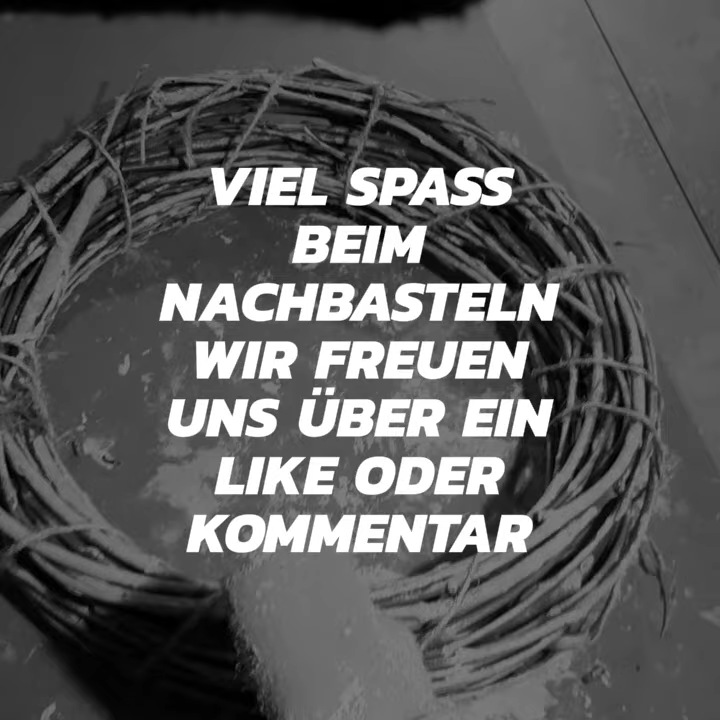 VIEL SPASS
BEIM
NACHBASTELN
WIR FREUEN
UNS ÜBER EIN
LIKE ODER
KOMMENTAR